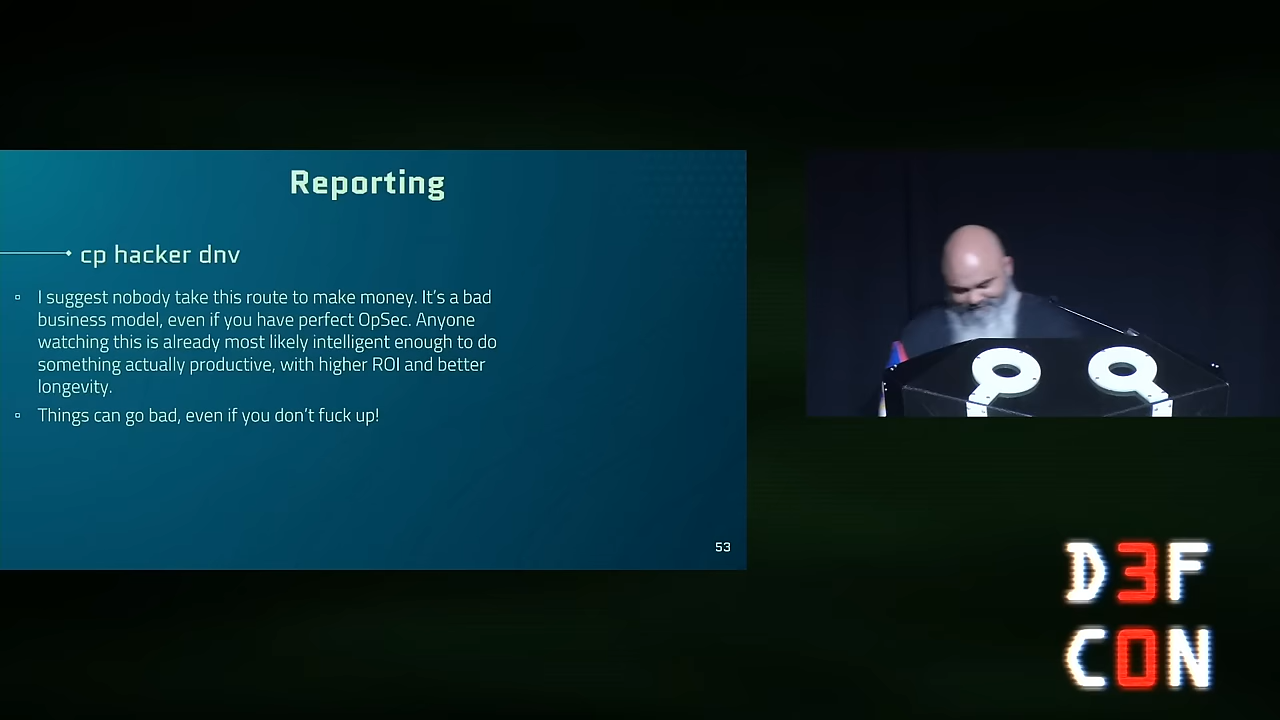 Reporting
cp hacker dnv
I suggest nobody take this route to make money. It's a bad
business model, even if you have perfect OpSec. Anyone
watching this is already most likely intelligent enough to do
something actually productive, with higher ROI and better
longevity.
Things can go bad, even if you don't fuck up!
53
D3F
C0N